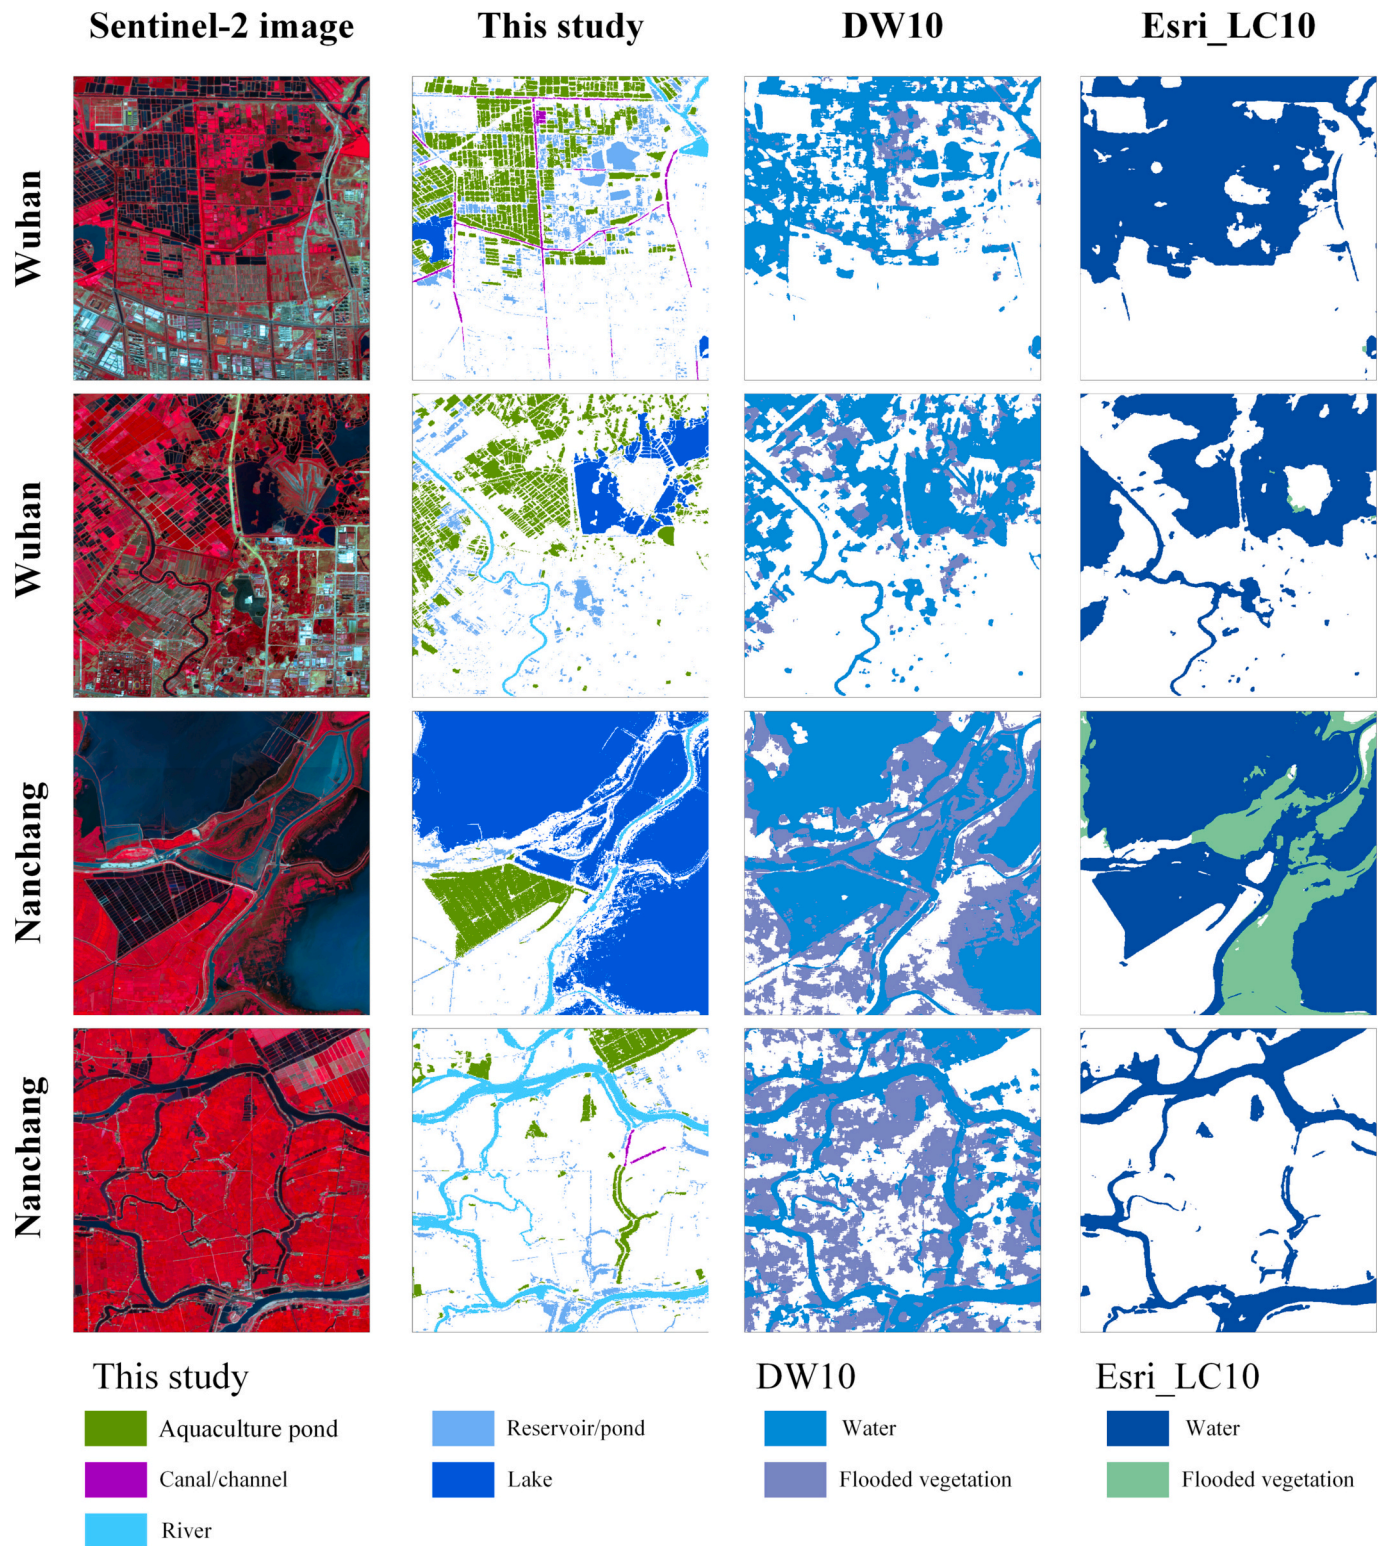 Sentinel-2 image This study DW10 Esri_LC10
Wuhan
Wuhan
Nanchang
Nanchang
This study DW10 Esri_LC10
Aquaculture pond Reservoir/pond Water Water
Canal/channel Lake Flooded vegetation Flooded vegetation
River